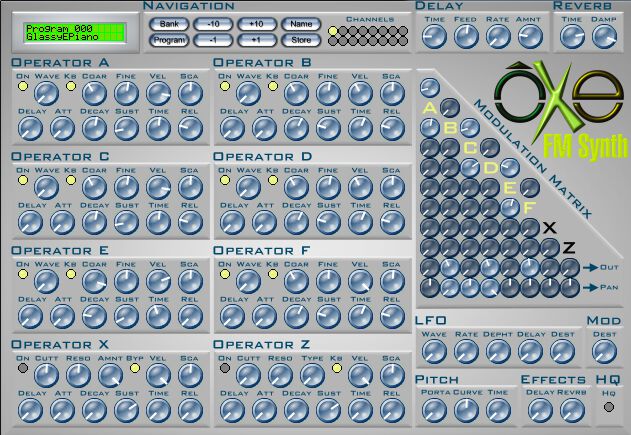 Navigation
Program 000
GlassyEPiano
Bank -10 +10 Name
Program -1 +1 Store
Channels
Delay
Time Feed Rate Amnt
Reverb
Time Damp
Operator A
On Wave KB Coar Fine Vel Sca
Delay Att Decay Sust Time Rel
Operator B
On Wave KB Coar Fine Vel Sca
Delay Att Decay Sust Time Rel
Operator C
On Wave KB Coar Fine Vel Sca
Delay Att Decay Sust Time Rel
Operator D
On Wave KB Coar Fine Vel Sca
Delay Att Decay Sust Time Rel
Operator E
On Wave KB Coar Fine Vel Sca
Delay Att Decay Sust Time Rel
Operator F
On Wave KB Coar Fine Vel Sca
Delay Att Decay Sust Time Rel
Operator X
On Cutt Reso Amnt Byp Vel Sca
Delay Att Decay Sust Time Rel
Operator Z
On Cutt Reso Type KB Vel Sca
Delay Att Decay Sust Time Rel
ôXe
FM Synth
Modulation Matrix
A
B
C
D
E
F
X
Z
Out
Pan
LFO
Wave Rate Depht Delay Dest
Mod
Dest
Pitch
Porta Curve Time
Effects
Delay Revrb
HQ
HQ